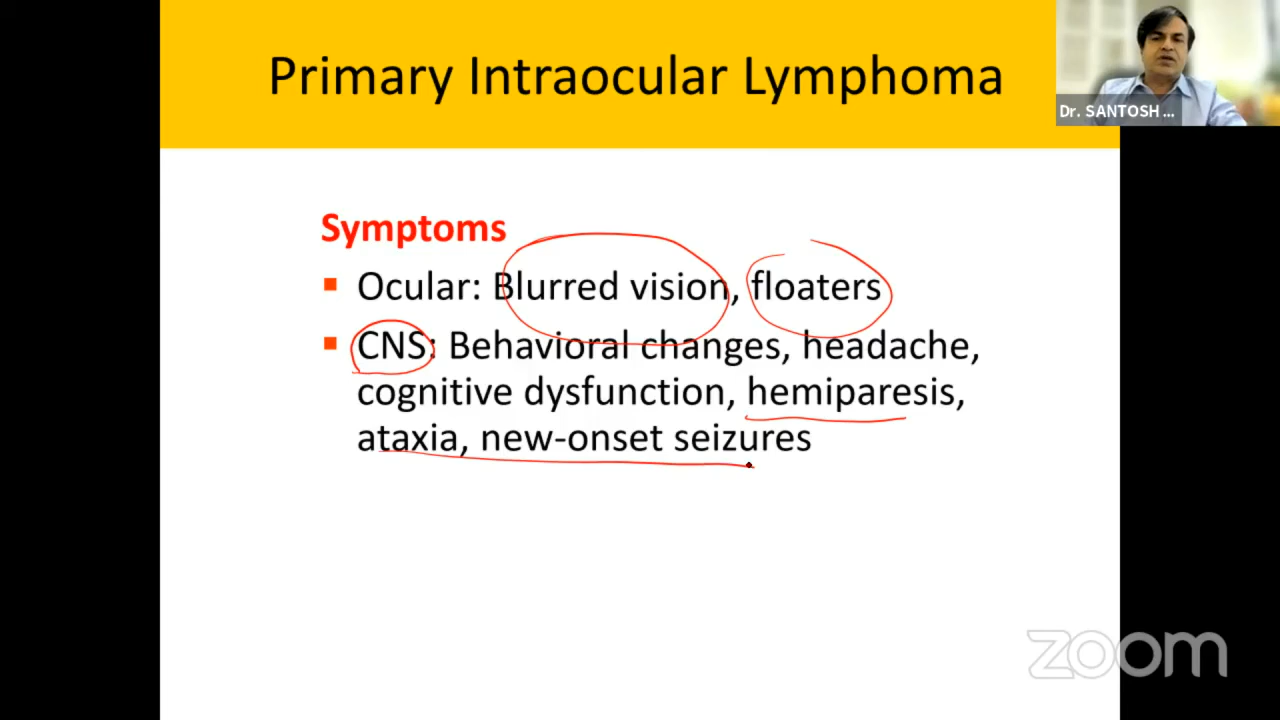 Primary Intraocular Lymphoma
Dr. SANTOSH ...
Symptoms
Ocular: Blurred vision, floaters
CNS: Behavioral changes, headache,
cognitive dysfunction, hemiparesis,
ataxia, new-onset seizures
zoom